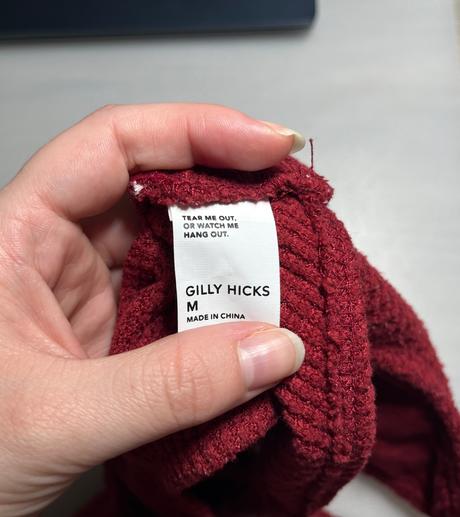 TEAR ME OUT,
OR WATCH ME
HANG OUT.
GILLY HICKS
M
MADE IN CHINA